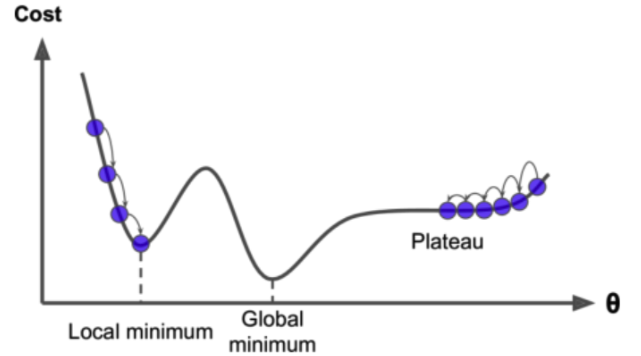 Cost
Plateau
θ
Local minimum
Global
minimum